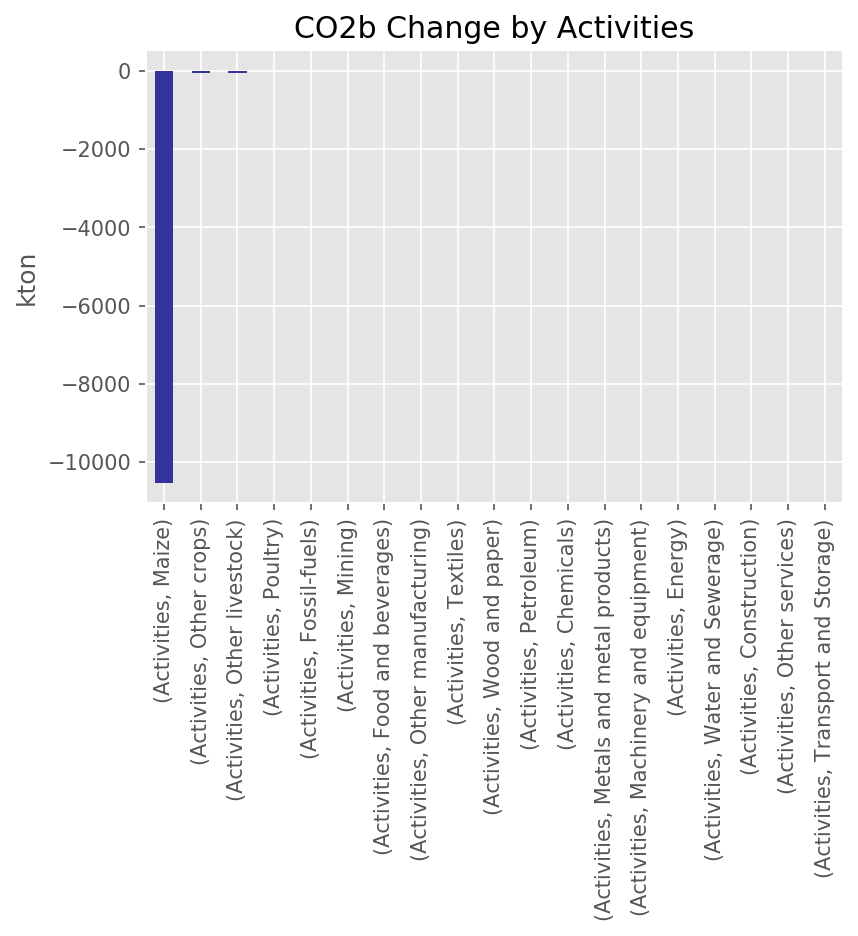 CO2b Change by Activities
kton
0
−2000
−4000
−6000
−8000
−10000
(Activities, Maize)
(Activities, Other crops)
(Activities, Other livestock)
(Activities, Poultry)
(Activities, Fossil-fuels)
(Activities, Mining)
(Activities, Food and beverages)
(Activities, Other manufacturing)
(Activities, Textiles)
(Activities, Wood and paper)
(Activities, Petroleum)
(Activities, Chemicals)
(Activities, Metals and metal products)
(Activities, Machinery and equipment)
(Activities, Energy)
(Activities, Water and Sewerage)
(Activities, Construction)
(Activities, Other services)
(Activities, Transport and Storage)